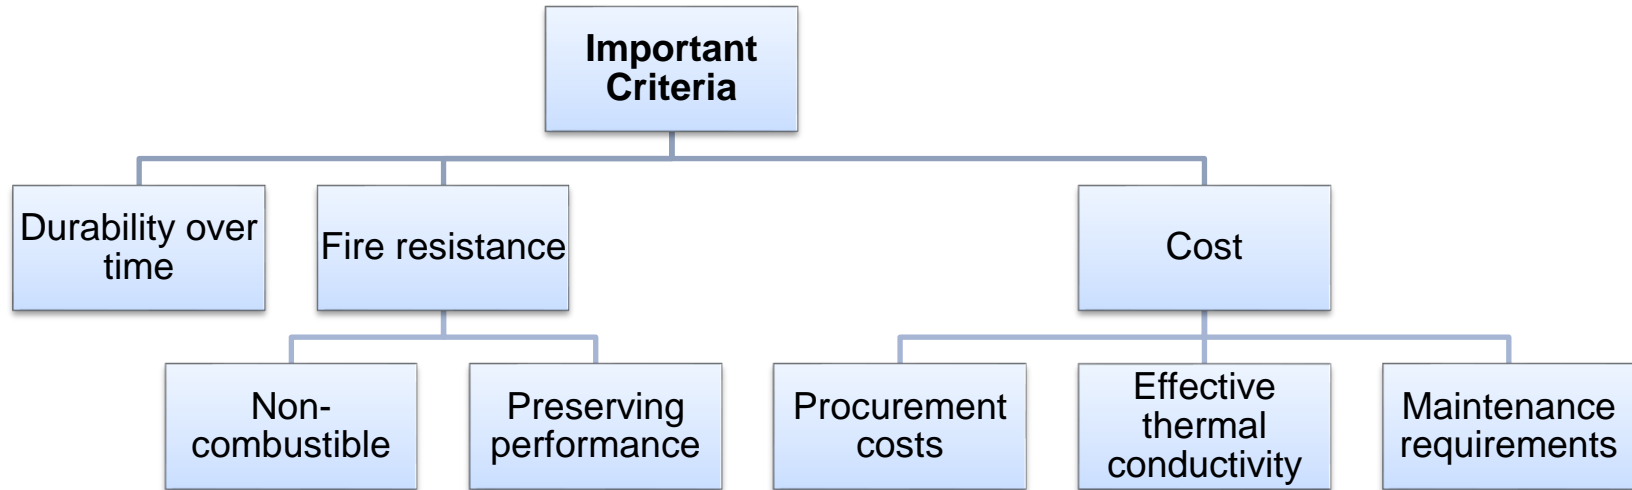 Important
Criteria
Durability over
time
Fire resistance
Cost
Non-
combustible
Preserving
performance
Procurement
costs
Effective
thermal
conductivity
Maintenance
requirements